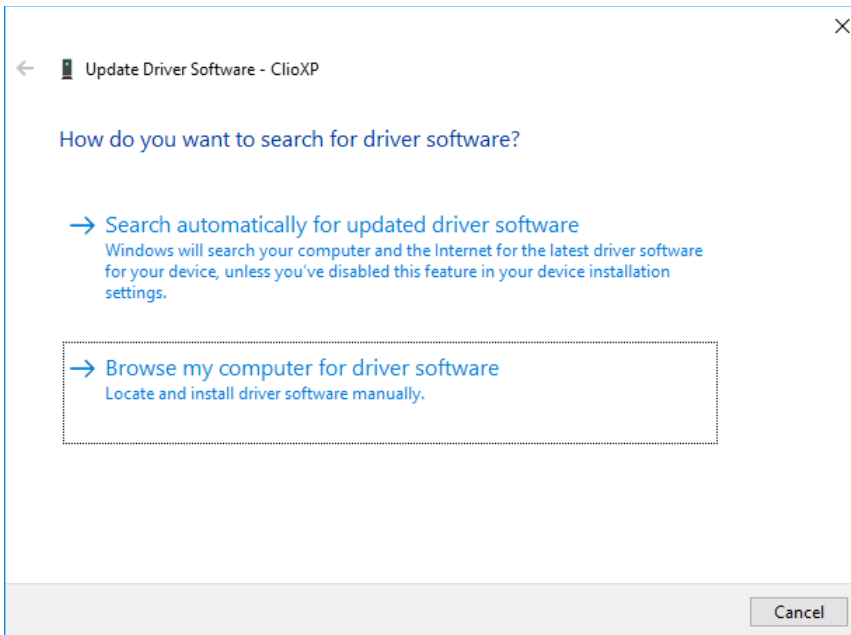 Update Driver Software - ClioXP
How do you want to search for driver software?
Search automatically for updated driver software
Windows will search your computer and the Internet for the latest driver software
for your device, unless you've disabled this feature in your device installation
settings.
Browse my computer for driver software
Locate and install driver software manually.
Cancel